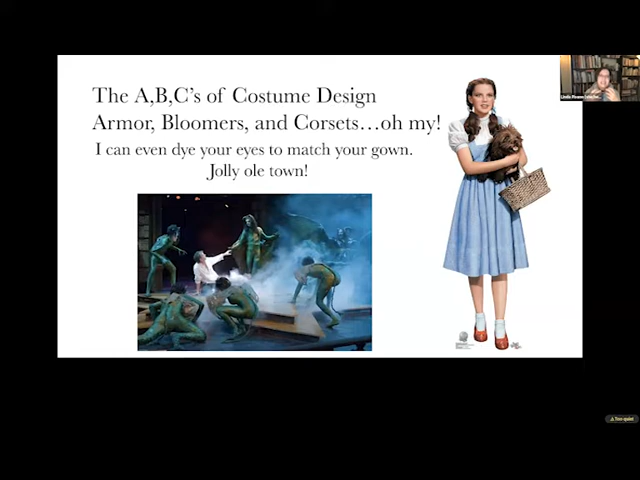 The A,B,C's of Costume Design
Armor, Bloomers, and Corsets…oh my!
I can even dye your eyes to match your gown.
Jolly ole town!